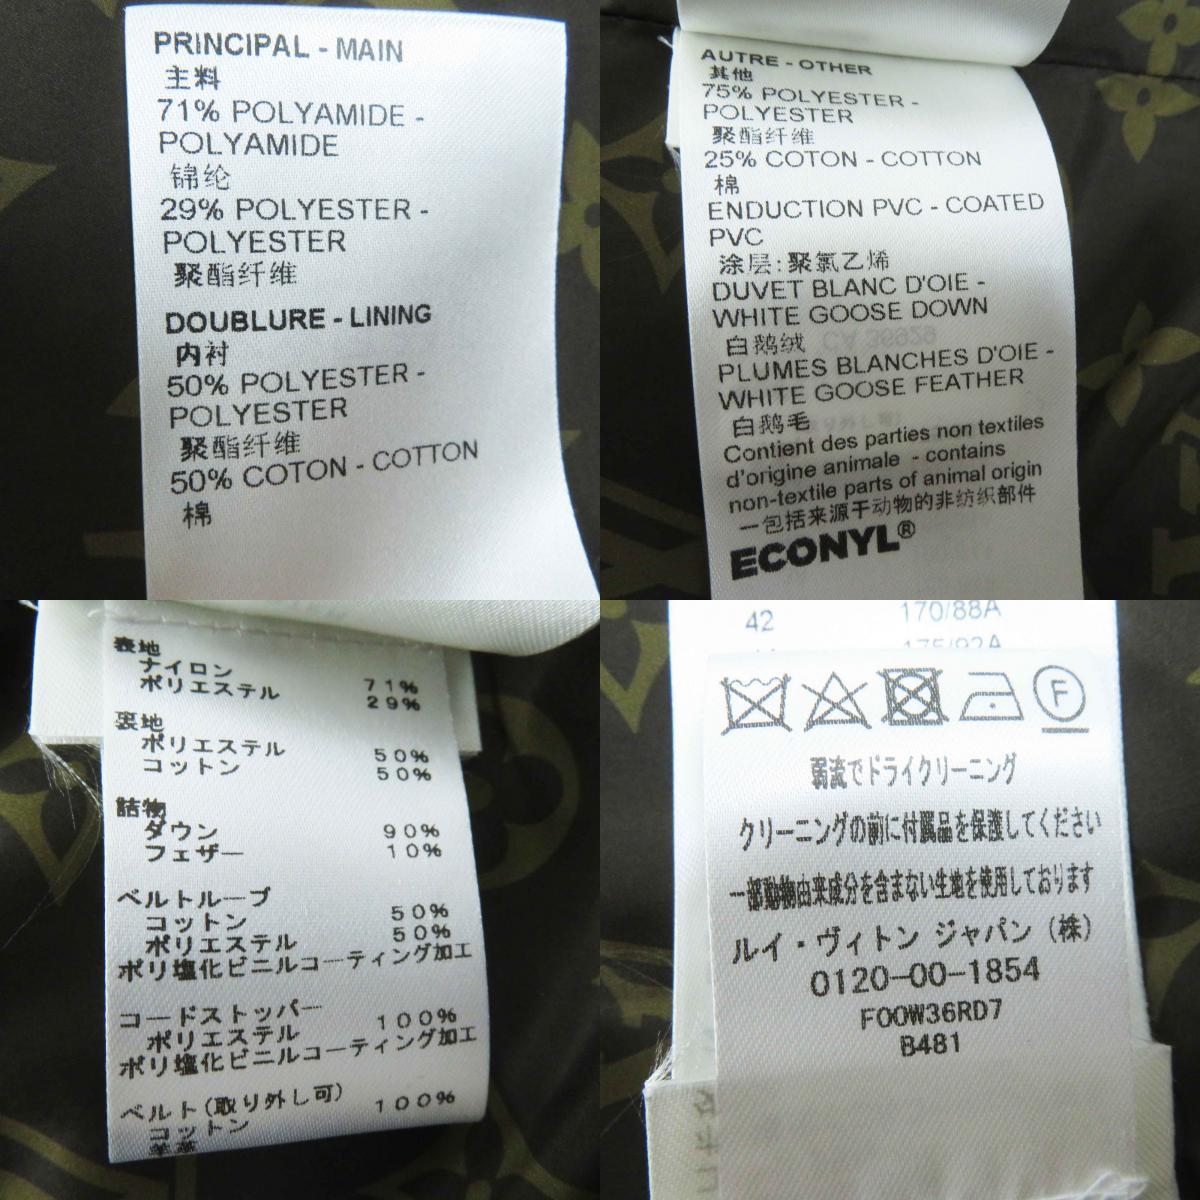 PRINCIPAL - MAIN
主料
71% POLYAMIDE -
POLYAMIDE
锦纶
29% POLYESTER -
POLYESTER
聚酯纤维
DOUBLURE - LINING
内衬
50% POLYESTER -
POLYESTER
聚酯纤维
50% COTON - COTTON
棉
AUTRE - OTHER
其他
75% POLYESTER -
POLYESTER
聚酯纤维
25% COTON - COTTON
棉
ENDUCTION PVC - COATED
PVC
涂层:聚氯乙烯
DUVET BLANC D'OIE -
WHITE GOOSE DOWN
白鹅绒
PLUMES BLANCHES D'OIE -
WHITE GOOSE FEATHER
白鹅毛
Contient des parties non textiles
d'origine animale - contains
non-textile parts of animal origin
一包括来源于动物的非纺织部件
ECONYL®
表地
ナイロン 71%
ポリエステル 29%
裏地
ポリエステル 50%
コットン 50%
詰物
ダウン 90%
フェザー 10%
ベルトループ
コットン 50%
ポリエステル 50%
ポリ塩化ビニルコーティング加工
コードストッパー
ポリエステル 100%
ポリ塩化ビニルコーティング加工
ベルト(取り外し可)
コットン 100%
42 170/88A
175/92A
F
弱流でドライクリーニング
クリーニングの前に付属品を保護してください
一部動物由来成分を含まない生地を使用しております
ルイ・ヴィトン ジャパン(株)
0120-00-1854
F00W36RD7
B481